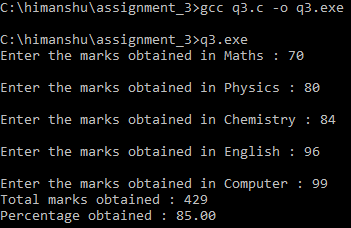 C:\himanshu\assignment_3>gcc q3.c -o q3.exe
C:\himanshu\assignment_3>q3.exe
Enter the marks obtained in Maths : 70
Enter the marks obtained in Physics : 80
Enter the marks obtained in Chemistry : 84
Enter the marks obtained in English : 96
Enter the marks obtained in Computer : 99
Total marks obtained : 429
Percentage obtained : 85.00